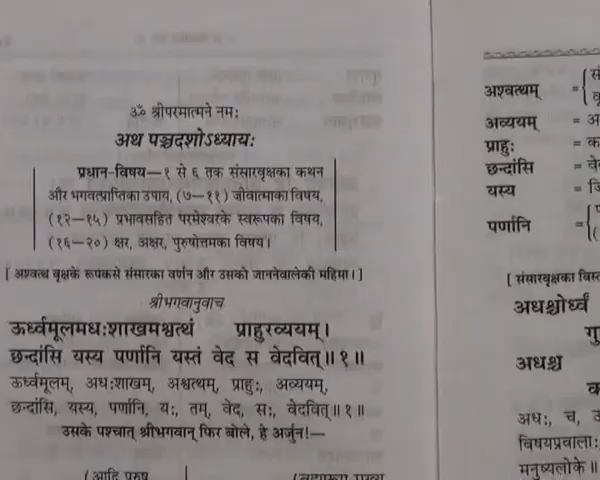 ॐ श्रीपरमात्मने नमः
अथ पञ्चदशोऽध्यायः
प्रधान-विषय—१ से ६ तक संसारवृक्षका कथन
और भगवत्प्राप्तिका उपाय, (७—११) जीवात्माका विषय,
(१२—१५) प्रभावसहित परमेश्वरके स्वरूपका विषय,
(१६—२०) क्षर, अक्षर, पुरुषोत्तमका विषय।
[ अश्वत्थ वृक्षके रूपकसे संसारका वर्णन और उसको जाननेवालेकी महिमा। ]
श्रीभगवानुवाच
ऊर्ध्वमूलमधःशाखमश्वत्थं प्राहुरव्ययम्।
छन्दांसि यस्य पर्णानि यस्तं वेद स वेदवित्॥१॥
ऊर्ध्वमूलम्, अधःशाखम्, अश्वत्थम्, प्राहुः, अव्ययम्,
छन्दांसि, यस्य, पर्णानि, यः, तम्, वेद, सः, वेदवित्॥१॥
उसके पश्चात् श्रीभगवान् फिर बोले, हे अर्जुन!—
(आदि पुरुष
अश्वत्थम् =
अव्ययम् = अ
प्राहुः = क
छन्दांसि = वे
यस्य = जि
पर्णानि =
[ संसारवृक्षका विस्त
अधश्चोर्ध्वं
गु
अधश्च
क
अधः, च, उ
विषयप्रवालाः
मनुष्यलोके॥